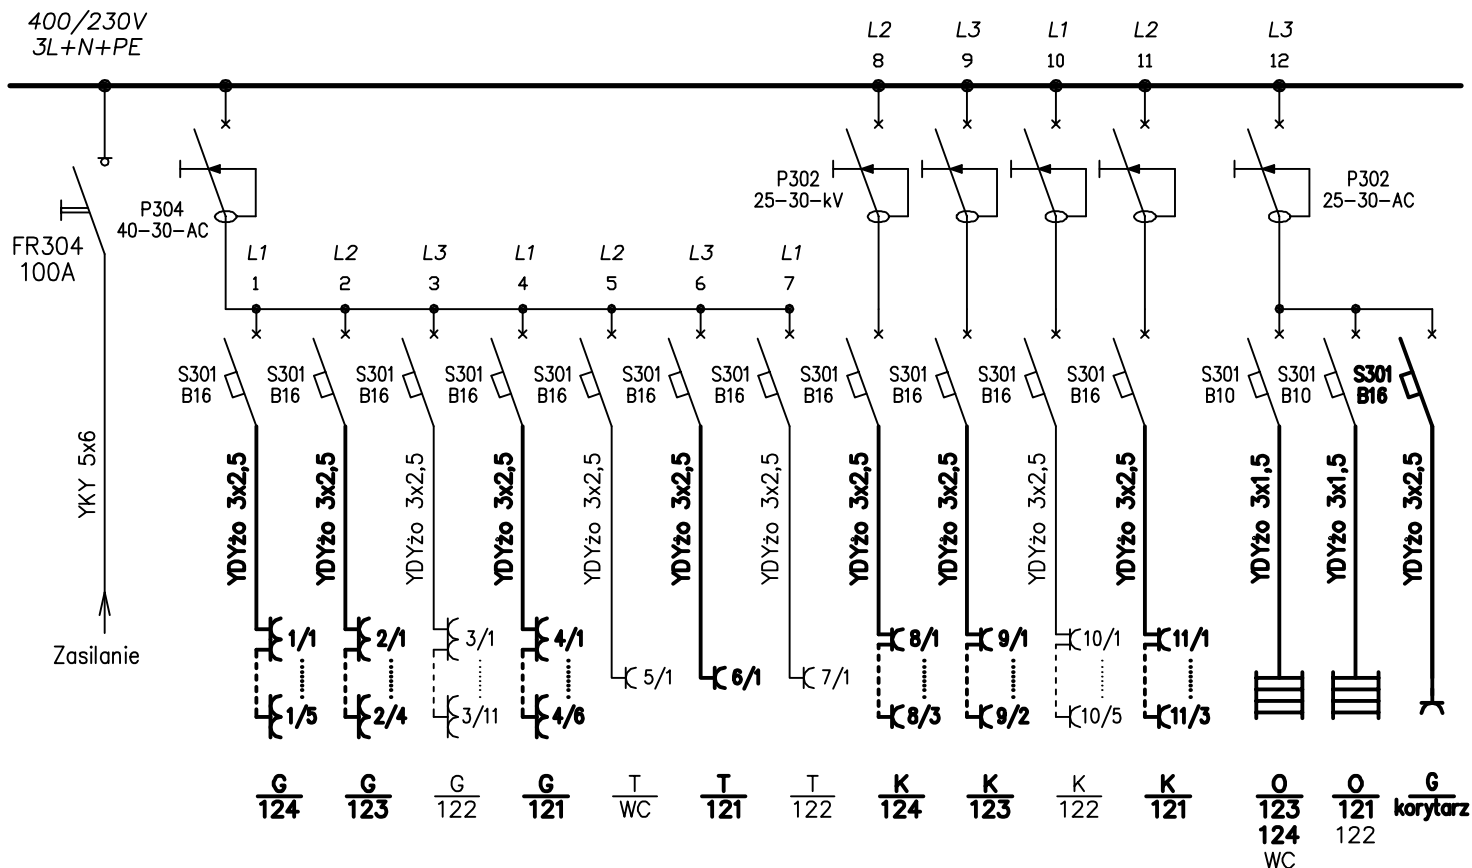 400/230V
3L+N+PE
L2 L3 L1 L2 L3
8 9 10 11 12
P304
40-30-AC
P302
25-30-kV
P302
25-30-AC
FR304
100A
L1 L2 L3 L1 L2 L3 L1
1 2 3 4 5 6 7
S301 S301 S301 S301 S301 S301 S301 S301 S301 S301 S301 S301 S301 S301
B16 B16 B16 B16 B16 B16 B16 B16 B16 B16 B16 B10 B10 B16
YKY 5x6
YDYżo 3x2,5
YDYżo 3x2,5
YDYżo 3x2,5
YDYżo 3x2,5
YDYżo 3x2,5
YDYżo 3x2,5
YDYżo 3x2,5
YDYżo 3x2,5
YDYżo 3x2,5
YDYżo 3x2,5
YDYżo 3x2,5
YDYżo 3x1,5
YDYżo 3x1,5
YDYżo 3x2,5
Zasilanie
1/1 2/1 3/1 4/1 8/1 9/1 10/1 11/1
5/1 6/1 7/1
1/5 2/4 3/11 4/6 8/3 9/2 10/5 11/3
G G G G T T T K K K K O O G
124 123 122 121 WC 121 122 124 123 122 121 123 121 korytarz
124 122
WC